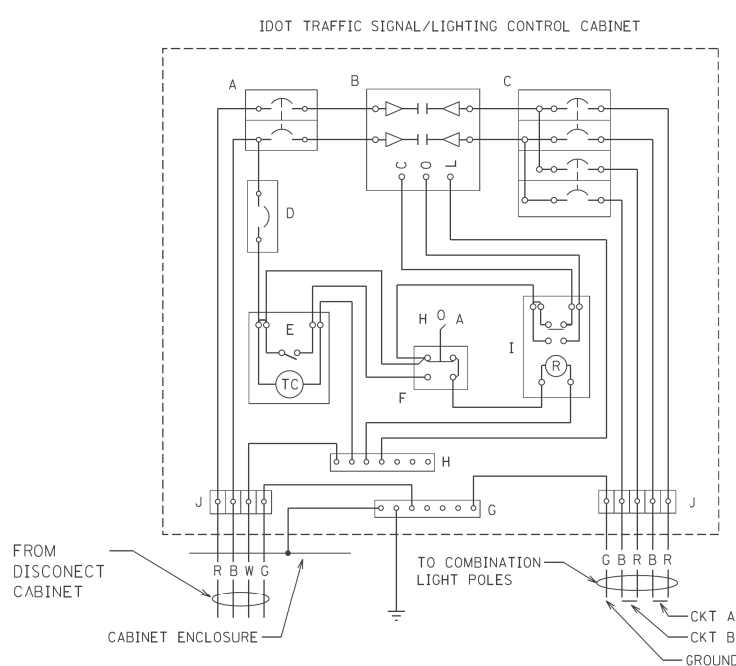 IDOT TRAFFIC SIGNAL/LIGHTING CONTROL CABINET
A
B
C
C O L
D
E
TC
H O A
F
I
R
H
G
J
J
R B W G
G B R B R
FROM
DISCONECT
CABINET
TO COMBINATION
LIGHT POLES
CABINET ENCLOSURE
CKT A
CKT B
GROUND